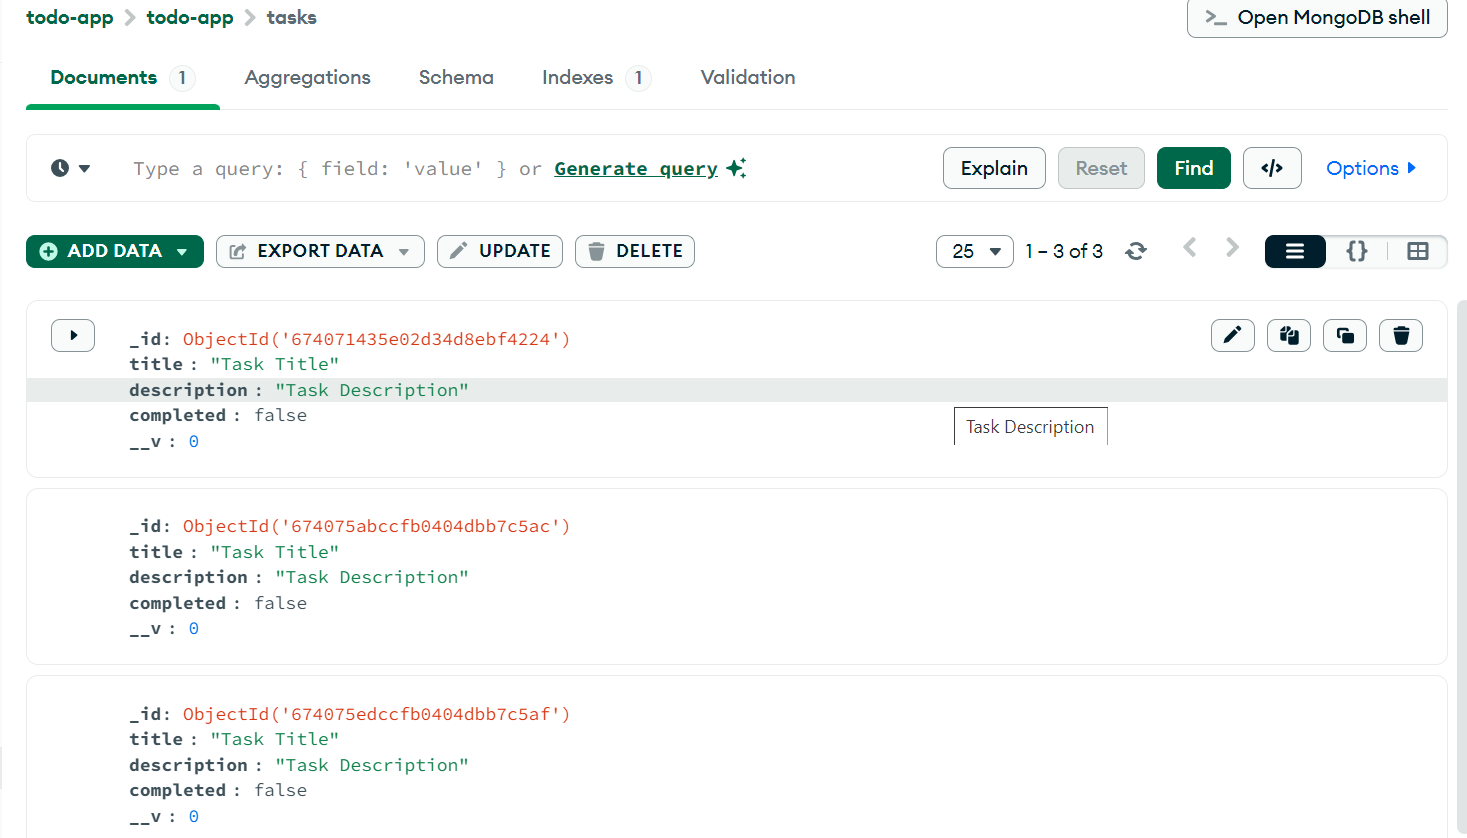 todo-app > todo-app > tasks
>_ Open MongoDB shell
Documents 1 Aggregations Schema Indexes 1 Validation
Type a query: { field: 'value' } or Generate query
Explain Reset Find </> Options
ADD DATA EXPORT DATA UPDATE DELETE 25 1 – 3 of 3 {}
_id: ObjectId('674071435e02d34d8ebf4224')
title : "Task Title"
description : "Task Description"
completed : false
Task Description
__v : 0
_id: ObjectId('674075abccfb0404dbb7c5ac')
title : "Task Title"
description : "Task Description"
completed : false
__v : 0
_id: ObjectId('674075edccfb0404dbb7c5af')
title : "Task Title"
description : "Task Description"
completed : false
__v : 0